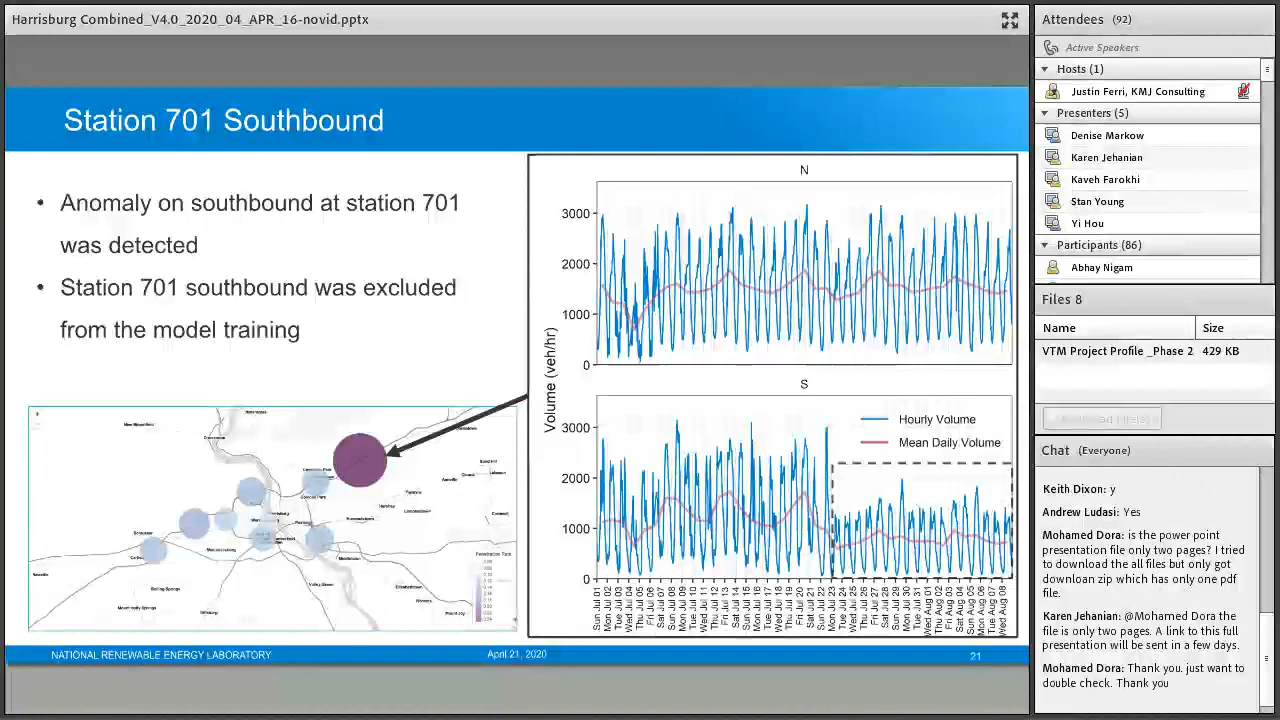 Harrisburg Combined_V4.0_2020_04_APR_16-novid.pptx
Station 701 Southbound
• Anomaly on southbound at station 701
was detected
• Station 701 southbound was excluded
from the model training
N
3000
2000
1000
0
Volume (veh/hr)
S
Hourly Volume
Mean Daily Volume
3000
2000
1000
0
Sun Jul 01
Mon Jul 02
Tue Jul 03
Wed Jul 04
Thu Jul 05
Fri Jul 06
Sat Jul 07
Sun Jul 08
Mon Jul 09
Tue Jul 10
Wed Jul 11
Thu Jul 12
Fri Jul 13
Sat Jul 14
Sun Jul 15
Mon Jul 16
Tue Jul 17
Wed Jul 18
Thu Jul 19
Fri Jul 20
Sat Jul 21
Sun Jul 22
Mon Jul 23
Tue Jul 24
Wed Jul 25
Thu Jul 26
Fri Jul 27
Sat Jul 28
Sun Jul 29
Mon Jul 30
Tue Jul 31
Wed Aug 01
Thu Aug 02
Fri Aug 03
Sat Aug 04
Sun Aug 05
Mon Aug 06
Tue Aug 07
Wed Aug 08
Penetration Rate
Boiling Springs
Mount Holly Springs
Elizabethtown
Middletown
Mount Joy
Hershey
NATIONAL RENEWABLE ENERGY LABORATORY
April 21, 2020
21
Attendees (92)
Active Speakers
Hosts (1)
Justin Ferri, KMJ Consulting
Presenters (5)
Denise Markow
Karen Jehanian
Kaveh Farokhi
Stan Young
Yi Hou
Participants (86)
Abhay Nigam
Files 8
Name Size
VTM Project Profile _Phase 2 429 KB
Chat (Everyone)
Keith Dixon: y
Andrew Ludasi: Yes
Mohamed Dora: is the powerpoint
presentation file only two pages? I tried
to download the all files but only got
downloan zip which has only one pdf
file.
Karen Jehanian: @Mohamed Dora the
file is only two pages. A link to this full
presentation will be sent in a few days.
Mohamed Dora: Thank you. just want to
double check. Thank you